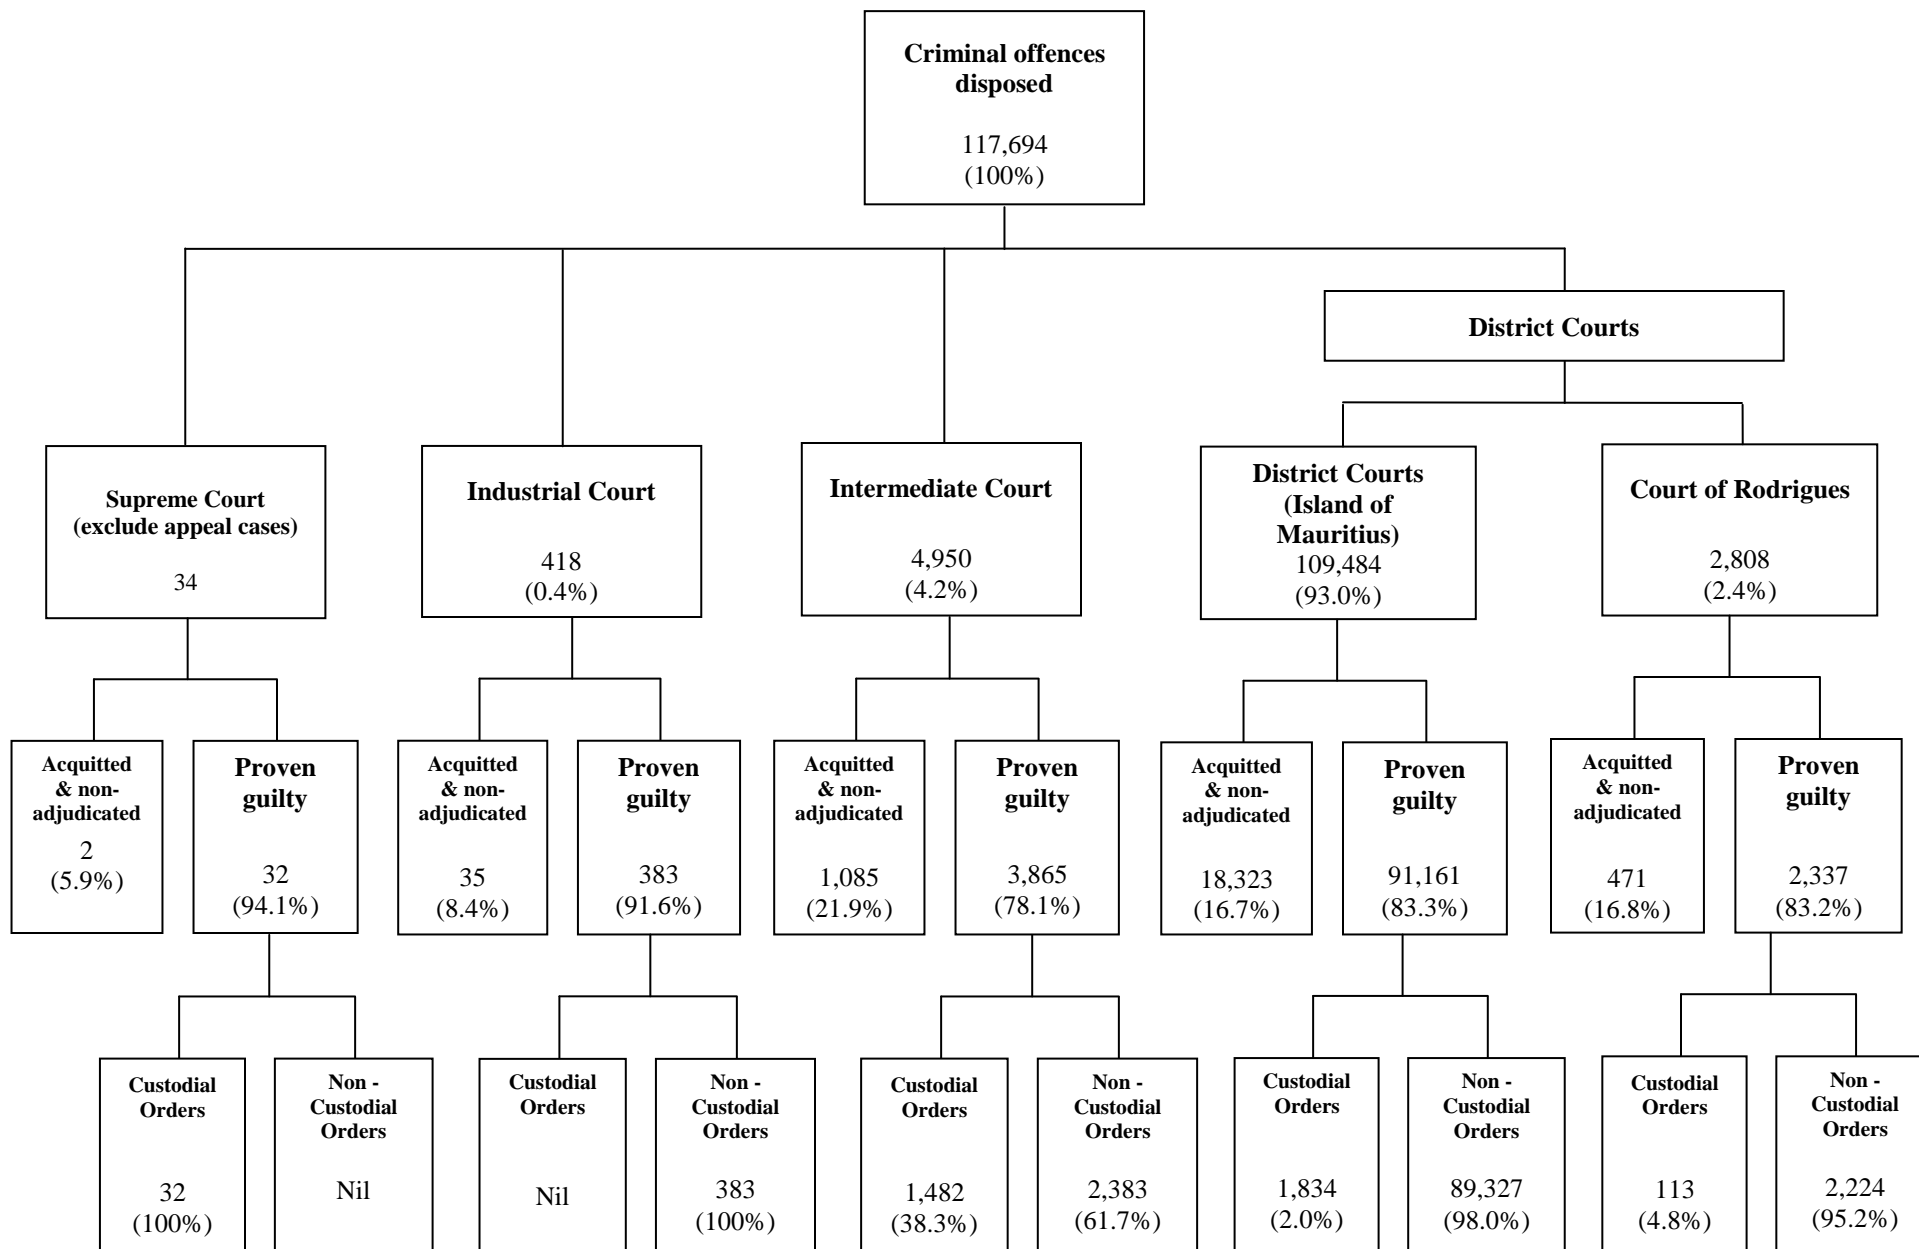 Criminal offences
disposed
117,694
(100%)
District Courts
Supreme Court
(exclude appeal cases)
34
Industrial Court
418
(0.4%)
Intermediate Court
4,950
(4.2%)
District Courts
(Island of
Mauritius)
109,484
(93.0%)
Court of Rodrigues
2,808
(2.4%)
Acquitted
& non-
adjudicated
2
(5.9%)
Proven
guilty
32
(94.1%)
Acquitted
& non-
adjudicated
35
(8.4%)
Proven
guilty
383
(91.6%)
Acquitted
& non-
adjudicated
1,085
(21.9%)
Proven
guilty
3,865
(78.1%)
Acquitted
& non-
adjudicated
18,323
(16.7%)
Proven
guilty
91,161
(83.3%)
Acquitted
& non-
adjudicated
471
(16.8%)
Proven
guilty
2,337
(83.2%)
Custodial
Orders
32
(100%)
Non -
Custodial
Orders
Nil
Custodial
Orders
Nil
Non -
Custodial
Orders
383
(100%)
Custodial
Orders
1,482
(38.3%)
Non -
Custodial
Orders
2,383
(61.7%)
Custodial
Orders
1,834
(2.0%)
Non -
Custodial
Orders
89,327
(98.0%)
Custodial
Orders
113
(4.8%)
Non -
Custodial
Orders
2,224
(95.2%)